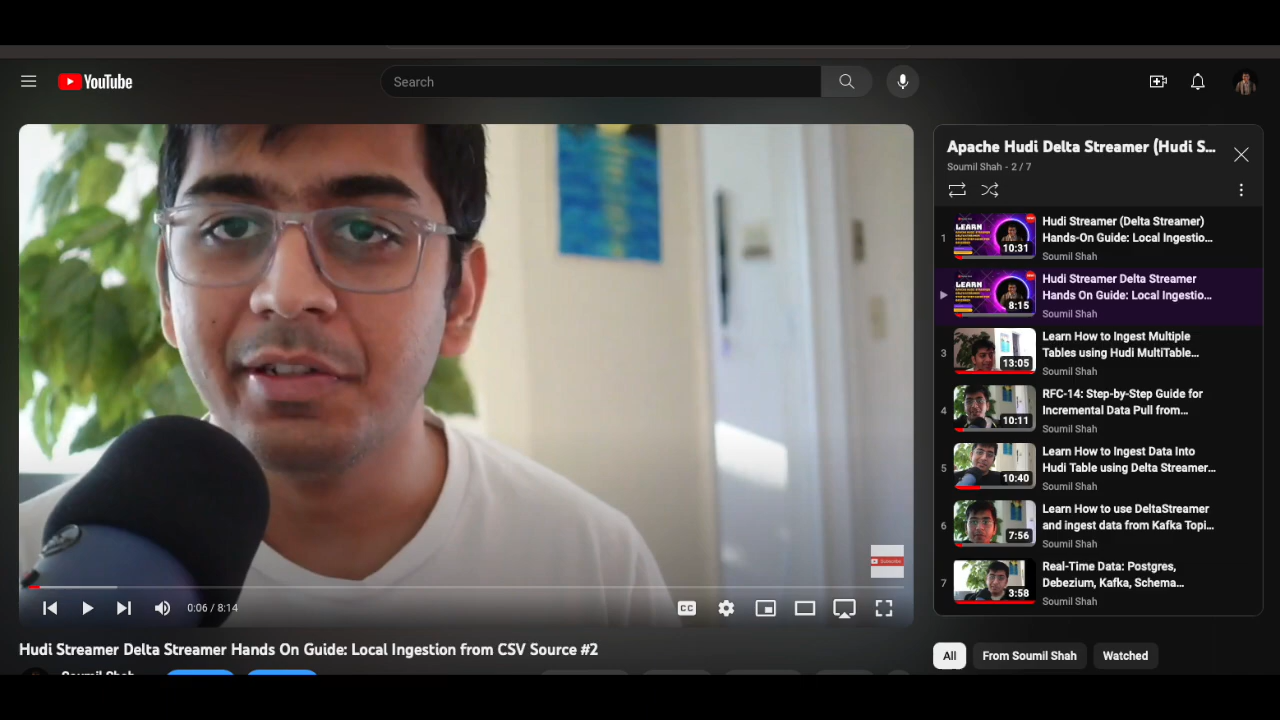 YouTube
Search
Apache Hudi Delta Streamer (Hudi S...
Soumil Shah - 2 / 7
1
LEARN
10:31
Hudi Streamer (Delta Streamer)
Hands-On Guide: Local Ingestio...
Soumil Shah
LEARN
8:15
Hudi Streamer Delta Streamer
Hands On Guide: Local Ingestio...
Soumil Shah
3
13:05
Learn How to Ingest Multiple
Tables using Hudi MultiTable...
Soumil Shah
4
10:11
RFC-14: Step-by-Step Guide for
Incremental Data Pull from...
Soumil Shah
5
10:40
Learn How to Ingest Data Into
Hudi Table using Delta Streamer...
Soumil Shah
6
7:56
Learn How to use DeltaStreamer
and ingest data from Kafka Topi...
Soumil Shah
7
3:58
Real-Time Data: Postgres,
Debezium, Kafka, Schema...
Soumil Shah
Subscribe
0:06 / 8:14
CC
Hudi Streamer Delta Streamer Hands On Guide: Local Ingestion from CSV Source #2
Soumil Shah
All
From Soumil Shah
Watched